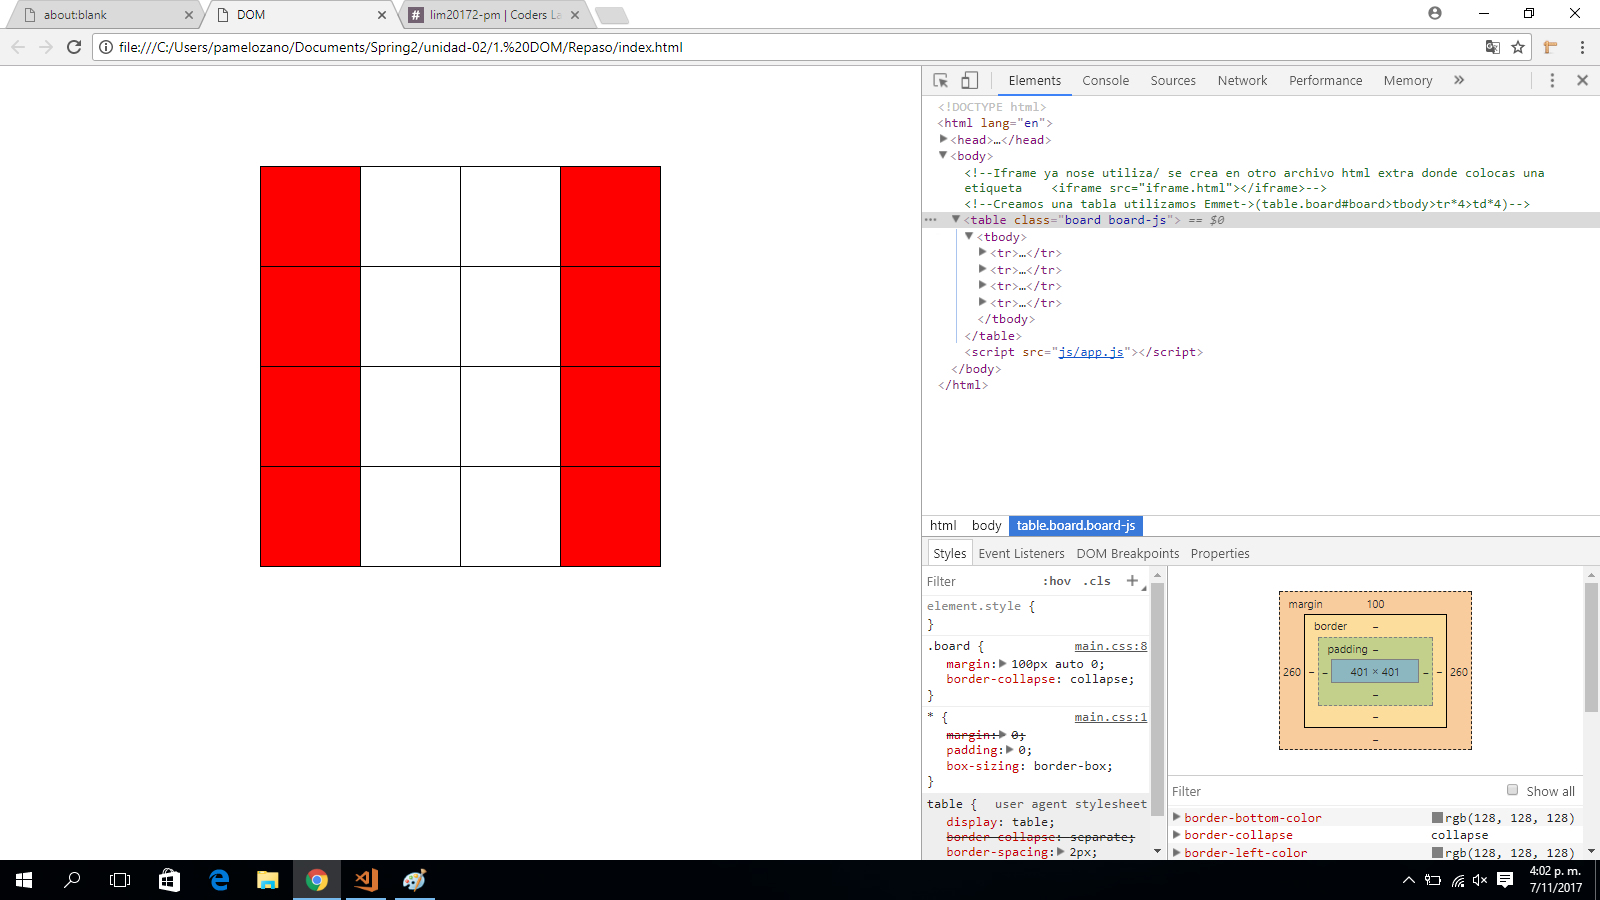 about:blank
DOM
lim20172-pm | Coders La
file:///C:/Users/pamelozano/Documents/Spring2/unidad-02/1.%20DOM/Repaso/index.html
Elements Console Sources Network Performance Memory »
<!DOCTYPE html>
<html lang="en">
<head>…</head>
<body>
<!--Iframe ya nose utiliza/ se crea en otro archivo html extra donde colocas una
etiqueta    <iframe src="iframe.html"></iframe>-->
<!--Creamos una tabla utilizamos Emmet->(table.board#board>tbody>tr*4>td*4)-->
<table class="board board-js"> == $0
<tbody>
<tr>…</tr>
<tr>…</tr>
<tr>…</tr>
<tr>…</tr>
</tbody>
</table>
<script src="js/app.js"></script>
</body>
</html>
html body table.board.board-js
Styles Event Listeners DOM Breakpoints Properties
Filter :hov .cls +
element.style {
}
.board { main.css:8
margin: 100px auto 0;
border-collapse: collapse;
}
* { main.css:1
margin: 0;
padding: 0;
box-sizing: border-box;
}
table { user agent stylesheet
display: table;
border-collapse: separate;
border-spacing: 2px;
margin 100
border –
padding –
260 – – 401 × 401 – – 260
–
–
–
Filter Show all
border-bottom-color rgb(128, 128, 128)
border-collapse collapse
border-left-color rgb(128, 128, 128)
4:02 p. m.
7/11/2017